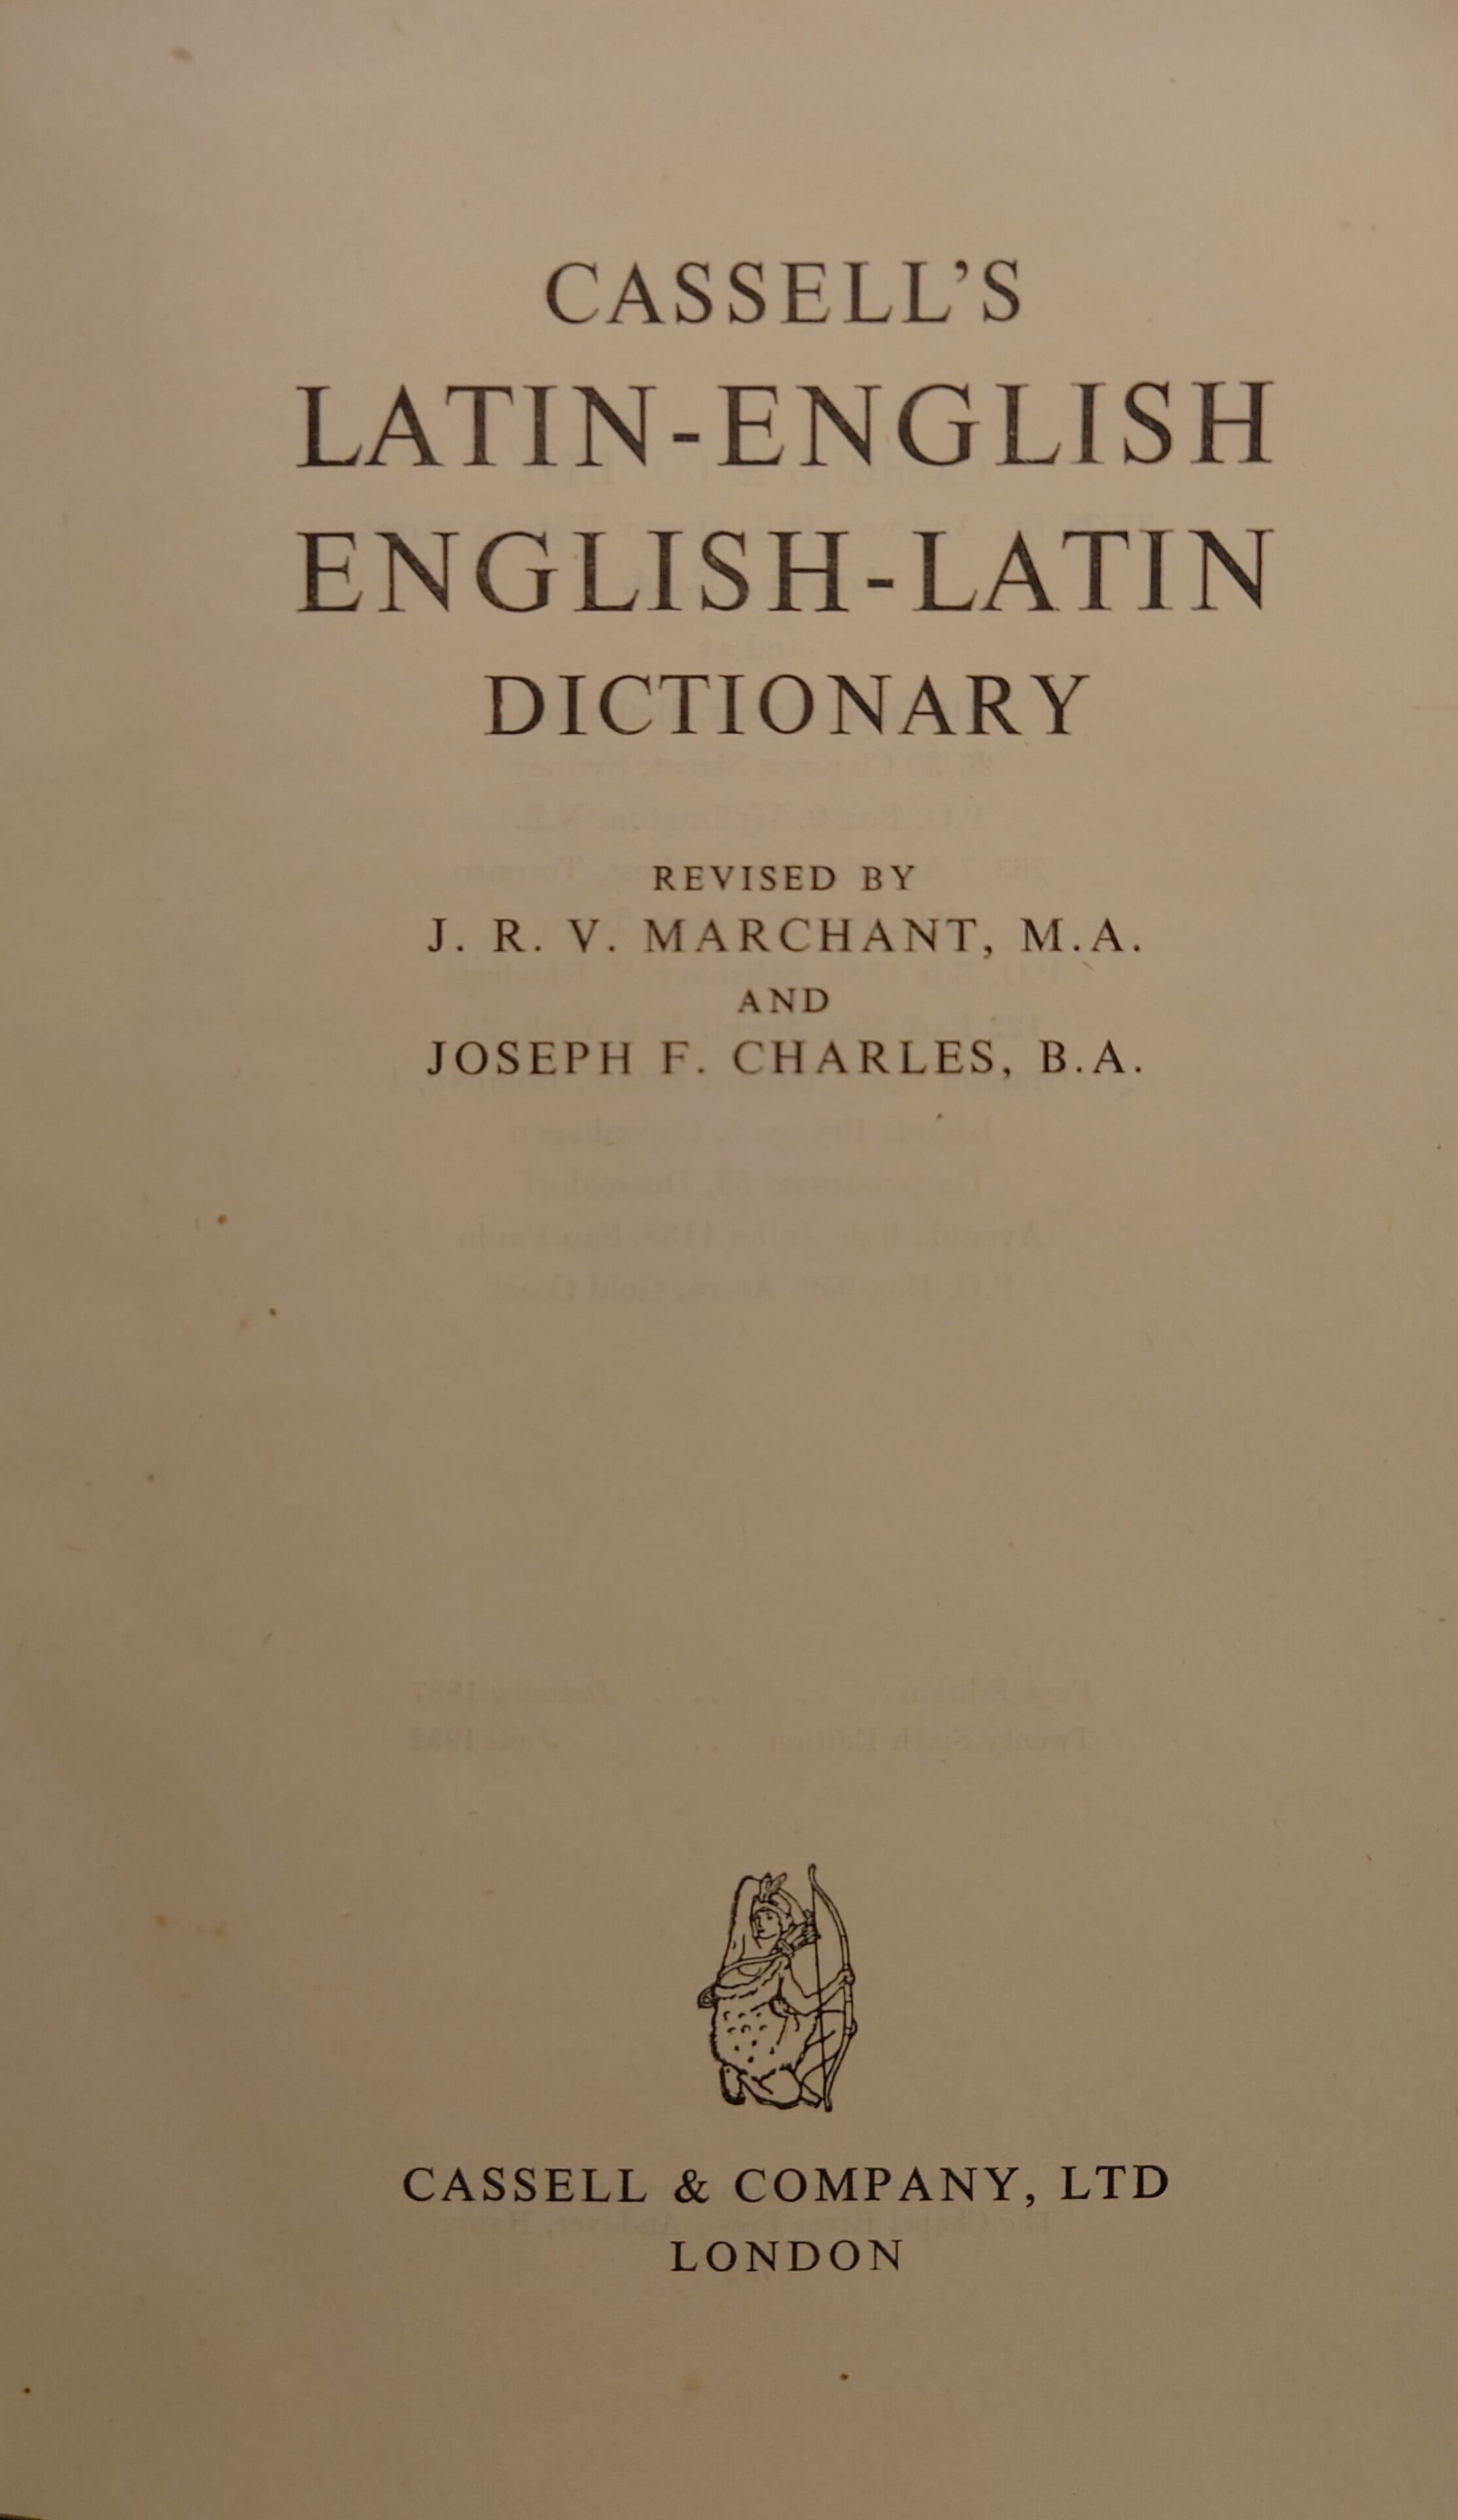 CASSELL'S
LATIN-ENGLISH
ENGLISH-LATIN
DICTIONARY
REVISED BY
J. R. V. MARCHANT, M.A.
AND
JOSEPH F. CHARLES, B.A.
CASSELL & COMPANY, LTD
LONDON